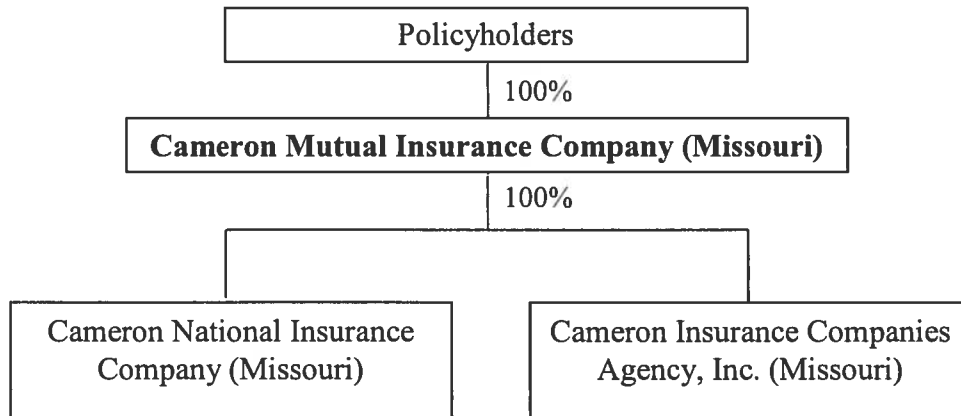 Policyholders
100%
Cameron Mutual Insurance Company (Missouri)
100%
Cameron National Insurance
Company (Missouri)
Cameron Insurance Companies
Agency, Inc. (Missouri)